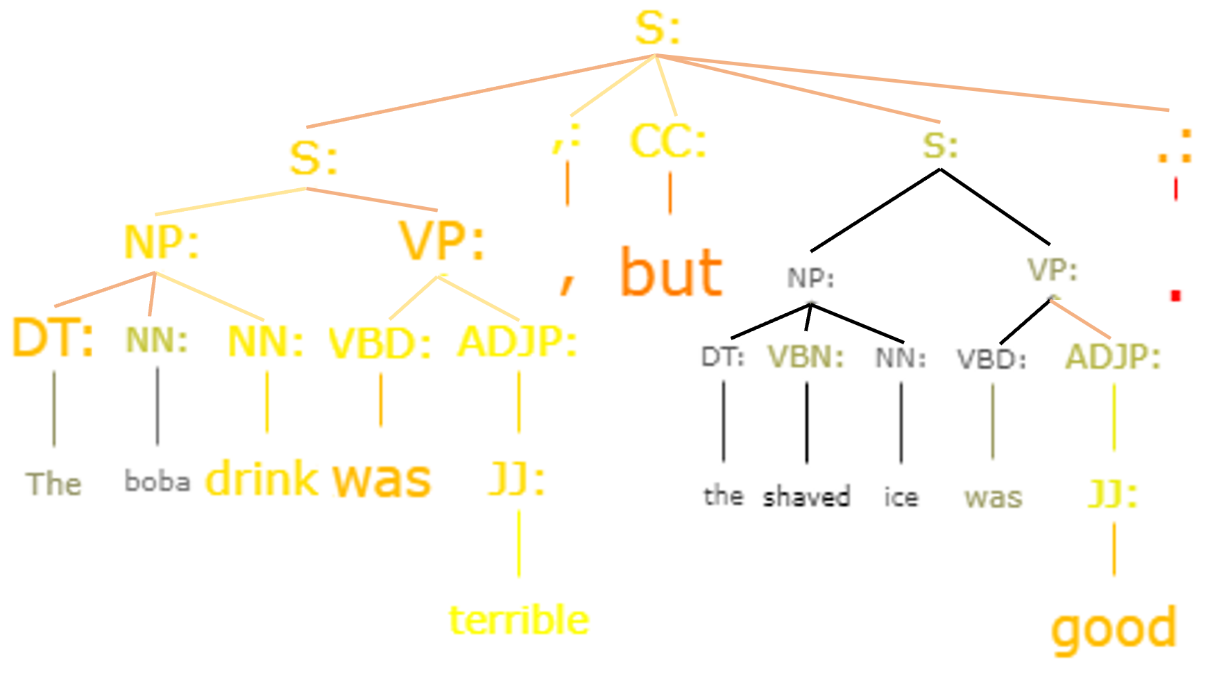 S:
S: ,: CC: S: .:
NP: VP: , but NP: VP: .
DT: NN: NN: VBD: ADJP: DT: VBN: NN: VBD: ADJP:
The boba drink was JJ: the shaved ice was JJ:
terrible good